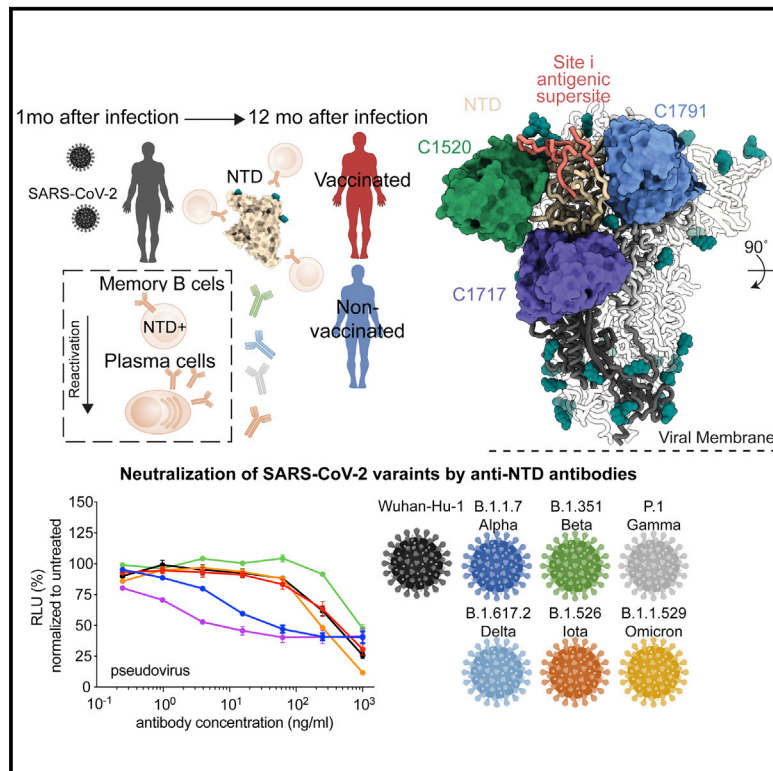 1mo after infection
12 mo after infection
SARS-CoV-2
NTD
Vaccinated
Memory B cells
NTD+
Reactivation
Plasma cells
Non-
vaccinated
Site i
antigenic
supersite
NTD
C1791
C1520
C1717
90°
Viral Membrane
Neutralization of SARS-CoV-2 varaints by anti-NTD antibodies
RLU (%)
normalized to untreated
150
125
100
75
50
25
0
pseudovirus
10-1
100
101
102
103
antibody concentration (ng/ml)
Wuhan-Hu-1
B.1.1.7
Alpha
B.1.351
Beta
P.1
Gamma
B.1.617.2
Delta
B.1.526
Iota
B.1.1.529
Omicron